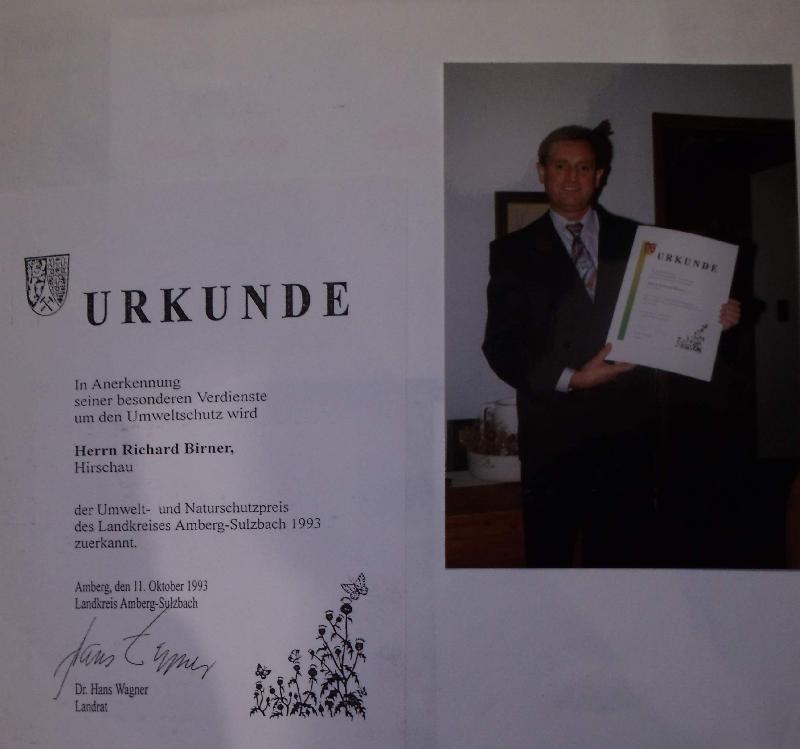 URKUNDE
In Anerkennung
seiner besonderen Verdienste
um den Umweltschutz wird
Herrn Richard Birner,
Hirschau
der Umwelt- und Naturschutzpreis
des Landkreises Amberg-Sulzbach 1993
zuerkannt.
Amberg, den 11. Oktober 1993
Landkreis Amberg-Sulzbach
Dr. Hans Wagner
Landrat
URKUNDE